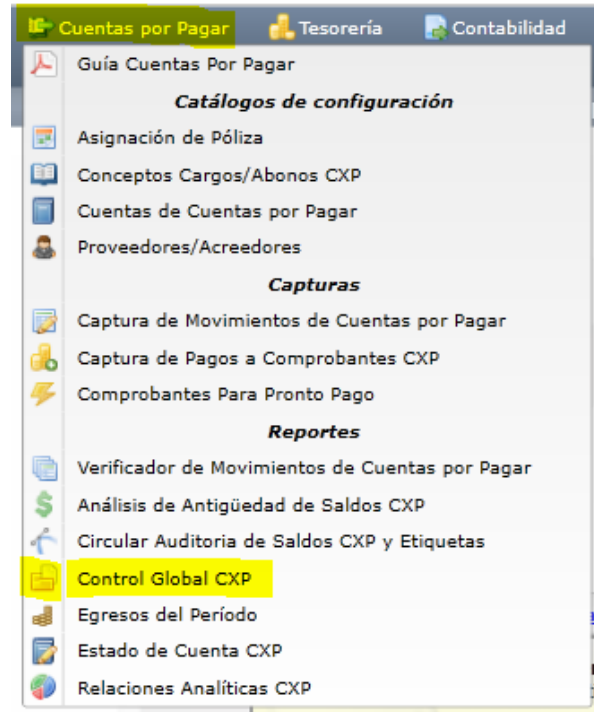 Cuentas por Pagar Tesorería Contabilidad
Guía Cuentas Por Pagar
Catálogos de configuración
Asignación de Póliza
Conceptos Cargos/Abonos CXP
Cuentas de Cuentas por Pagar
Proveedores/Acreedores
Capturas
Captura de Movimientos de Cuentas por Pagar
Captura de Pagos a Comprobantes CXP
Comprobantes Para Pronto Pago
Reportes
Verificador de Movimientos de Cuentas por Pagar
Análisis de Antigüedad de Saldos CXP
Circular Auditoria de Saldos CXP y Etiquetas
Control Global CXP
Egresos del Período
Estado de Cuenta CXP
Relaciones Analíticas CXP